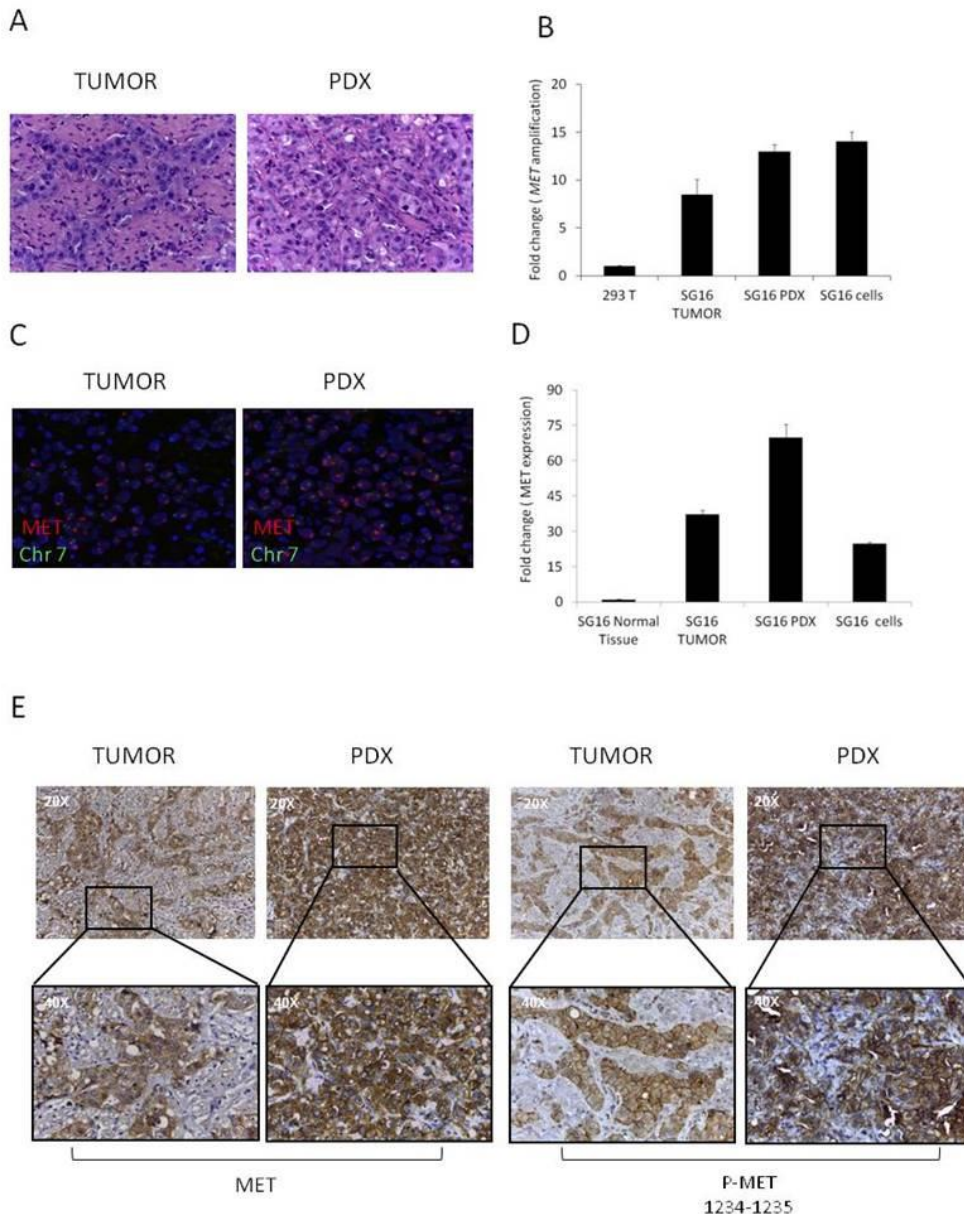 A
TUMOR
PDX
B
Fold change ( MET amplification)
20
15
10
5
0
293 T
SG16
TUMOR
SG16 PDX
SG16 cells
C
TUMOR
PDX
MET
Chr 7
MET
Chr 7
D
Fold change ( MET expression)
90
75
45
30
15
0
SG16 Normal
Tissue
SG16
TUMOR
SG16 PDX
SG16 cells
E
TUMOR
PDX
TUMOR
PDX
20X
20X
20X
20X
40X
40X
40X
40X
MET
P-MET
1234-1235